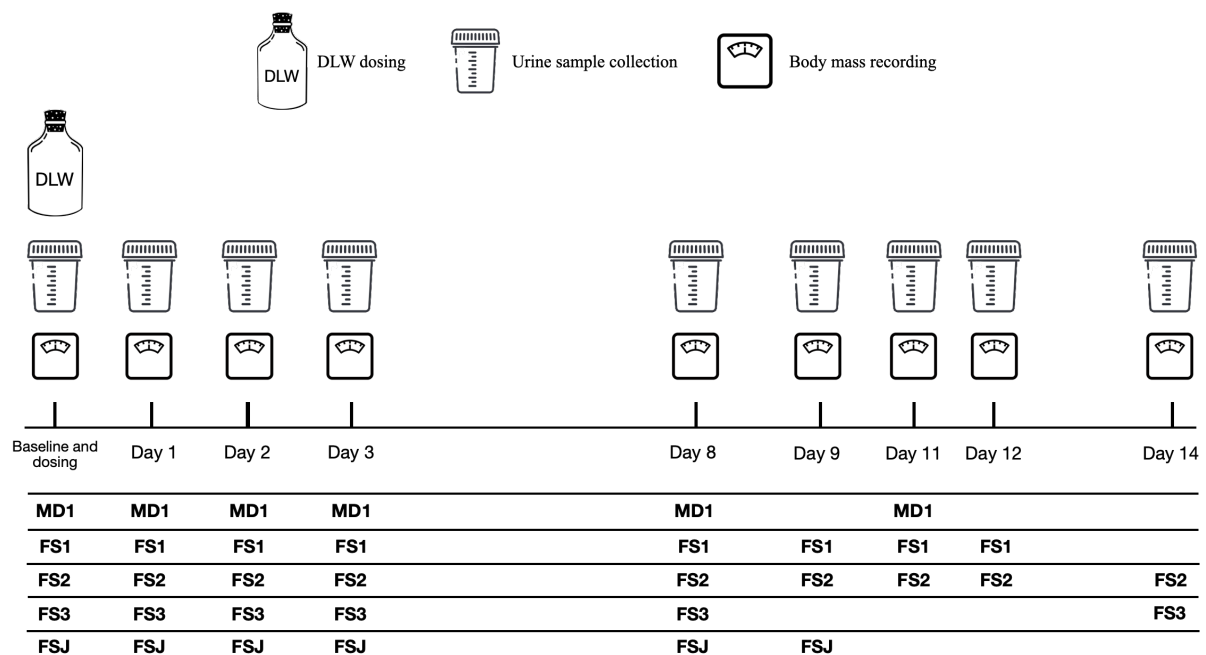 DLW DLW dosing Urine sample collection Body mass recording
DLW
Baseline and dosing Day 1 Day 2 Day 3 Day 8 Day 9 Day 11 Day 12 Day 14
MD1 MD1 MD1 MD1 MD1 MD1
FS1 FS1 FS1 FS1 FS1 FS1 FS1 FS1
FS2 FS2 FS2 FS2 FS2 FS2 FS2 FS2 FS2
FS3 FS3 FS3 FS3 FS3 FS3
FSJ FSJ FSJ FSJ FSJ FSJ